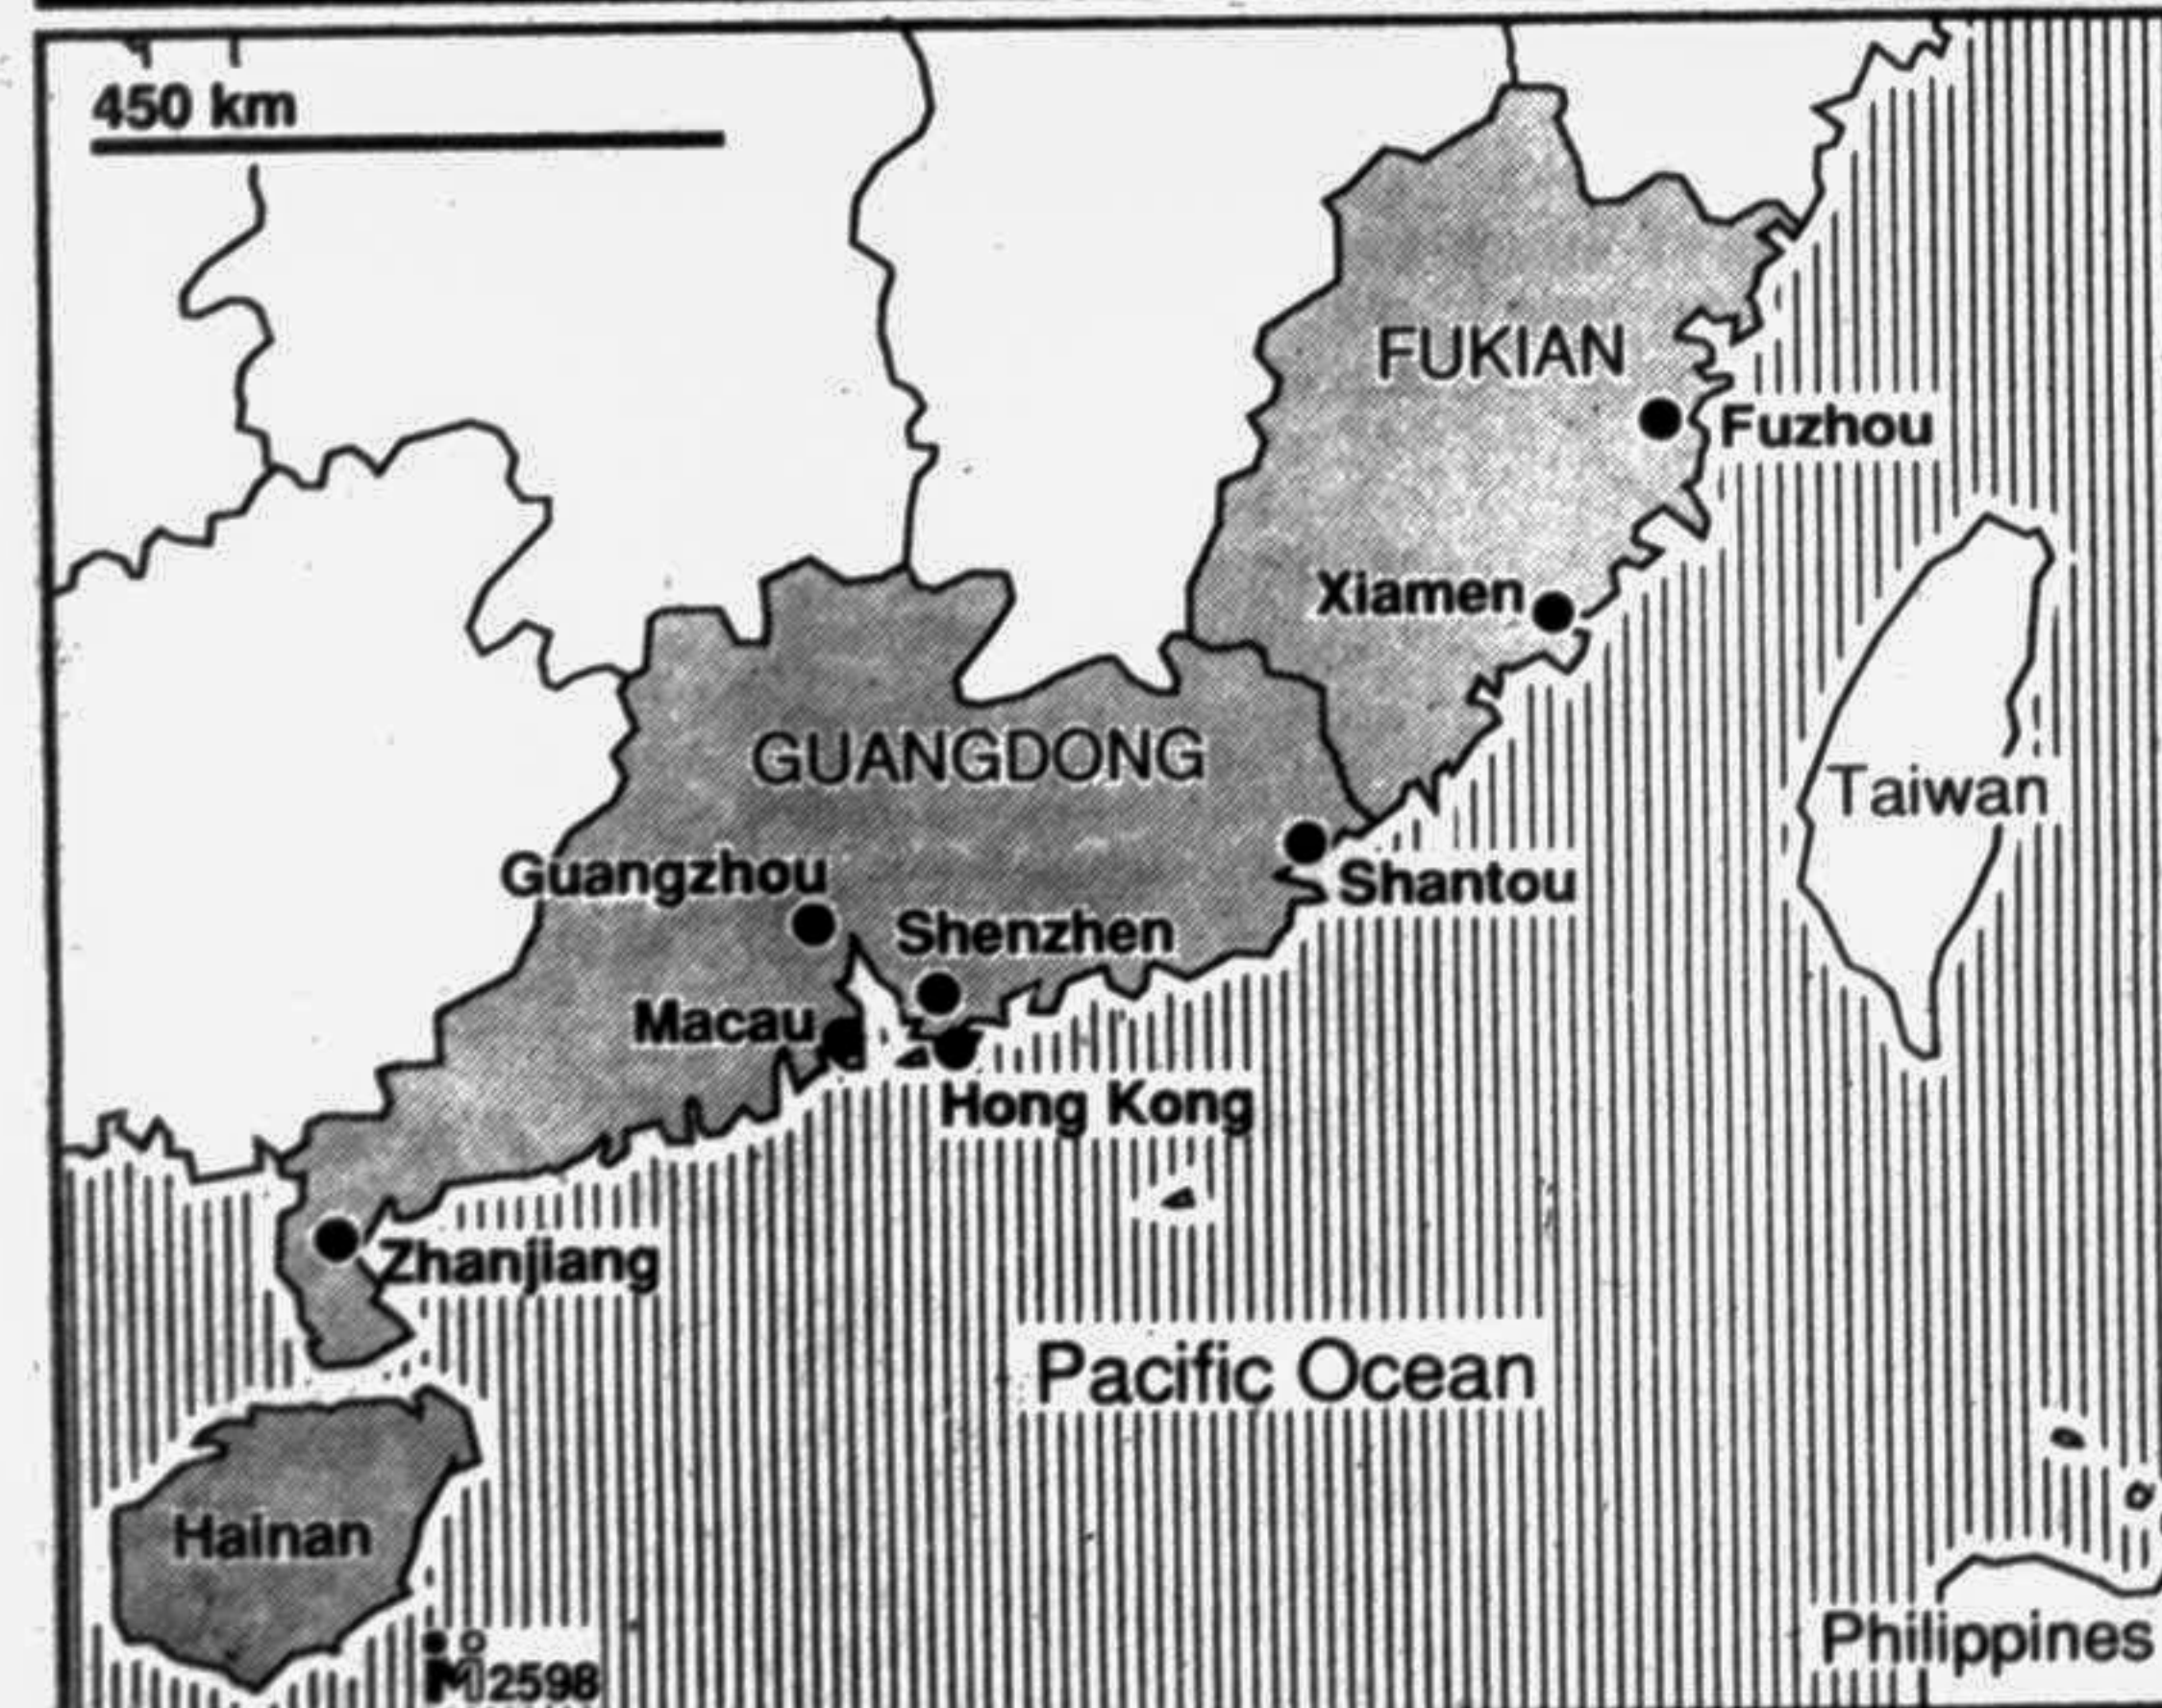 450 km
FUKIAN
Fuzhou
Xiamen
GUANGDONG
Taiwan
Guangzhou
Shantou
Shenzhen
Macau
Hong Kong
Zhanjiang
Pacific Ocean
Hainan
Philippines
M 2598